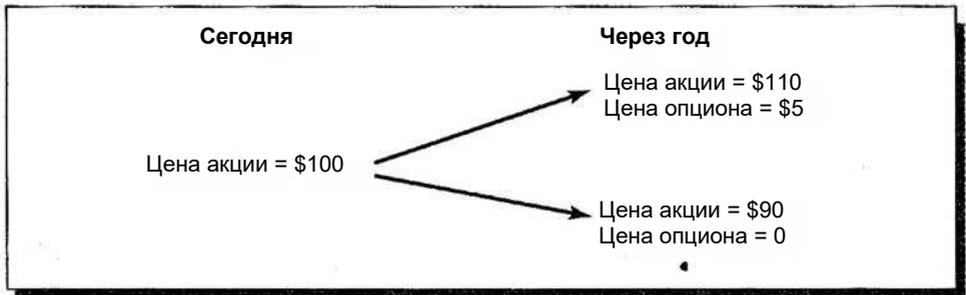 Сегодня
Через год
Цена акции = $110
Цена опциона = $5
Цена акции = $100
Цена акции = $90
Цена опциона = 0